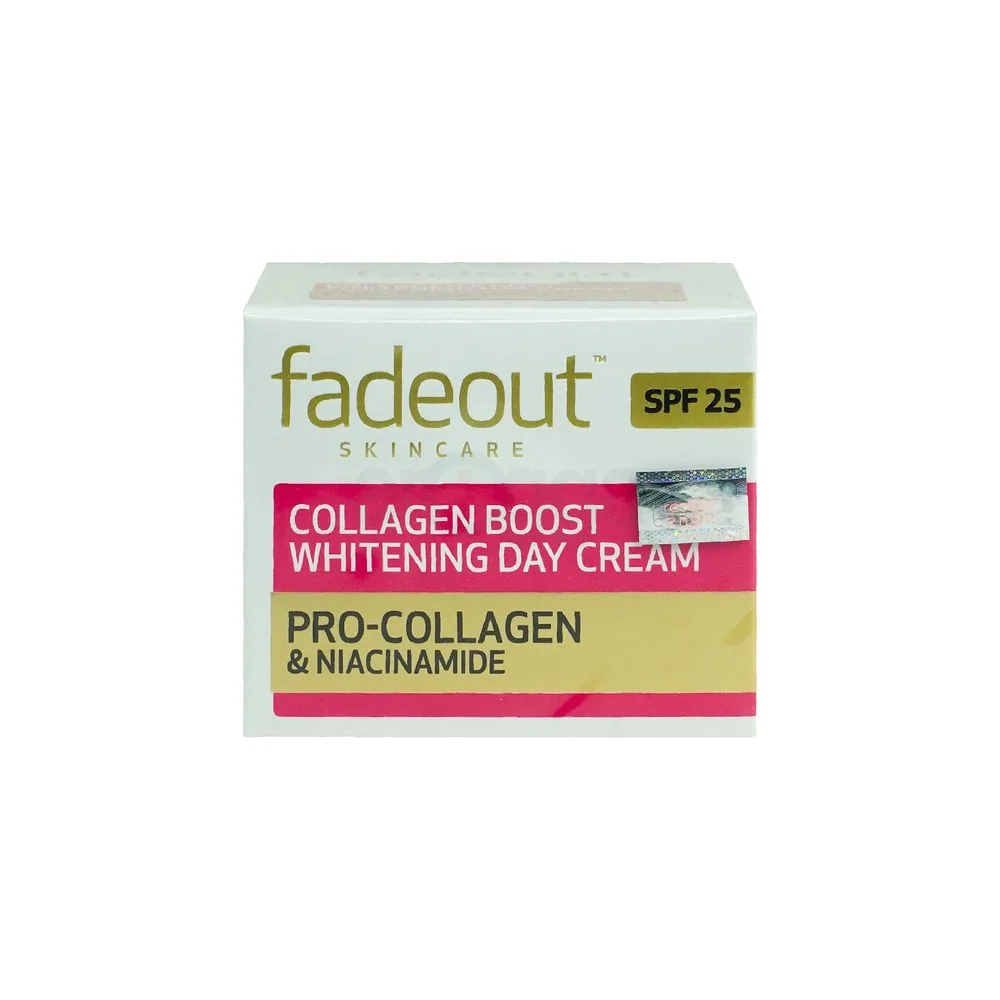 fadeout™
SKINCARE
SPF 25
COLLAGEN BOOST
WHITENING DAY CREAM
PRO-COLLAGEN
& NIACINAMIDE